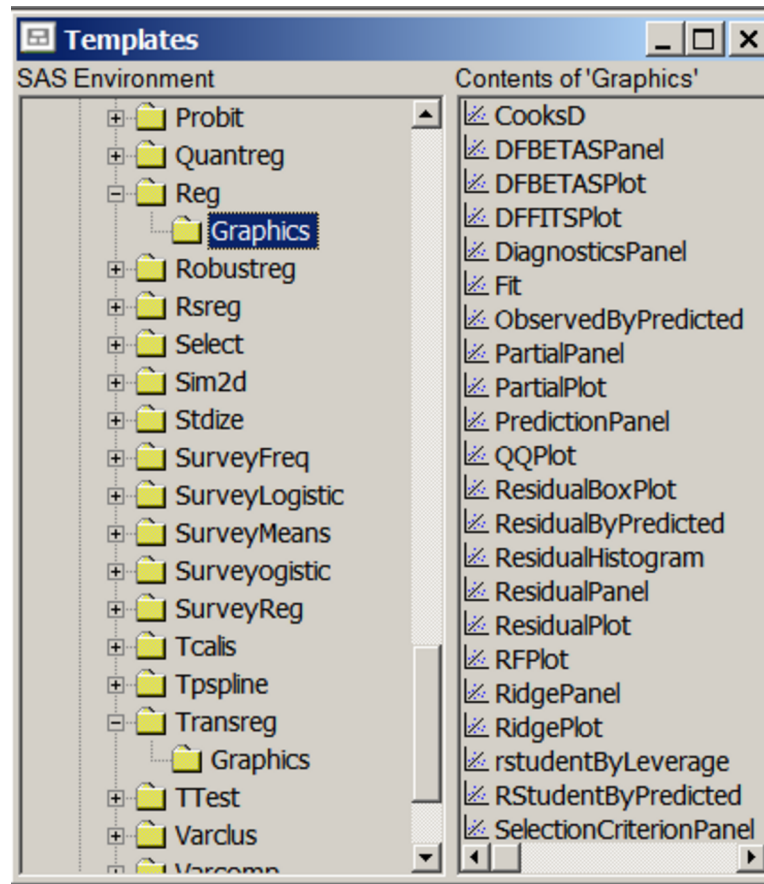 Templates
SAS Environment
Probit
Quantreg
Reg
Graphics
Robustreg
Rsreg
Select
Sim2d
Stdize
SurveyFreq
SurveyLogistic
SurveyMeans
Surveyogistic
SurveyReg
Tcalis
Tpspline
Transreg
Graphics
TTest
Varclus
Varcomp
Contents of 'Graphics'
CooksD
DFBETASPanel
DFBETASPlot
DFFITSPlot
DiagnosticsPanel
Fit
ObservedByPredicted
PartialPanel
PartialPlot
PredictionPanel
QQPlot
ResidualBoxPlot
ResidualByPredicted
ResidualHistogram
ResidualPanel
ResidualPlot
RFPlot
RidgePanel
RidgePlot
rstudentByLeverage
RStudentByPredicted
SelectionCriterionPanel